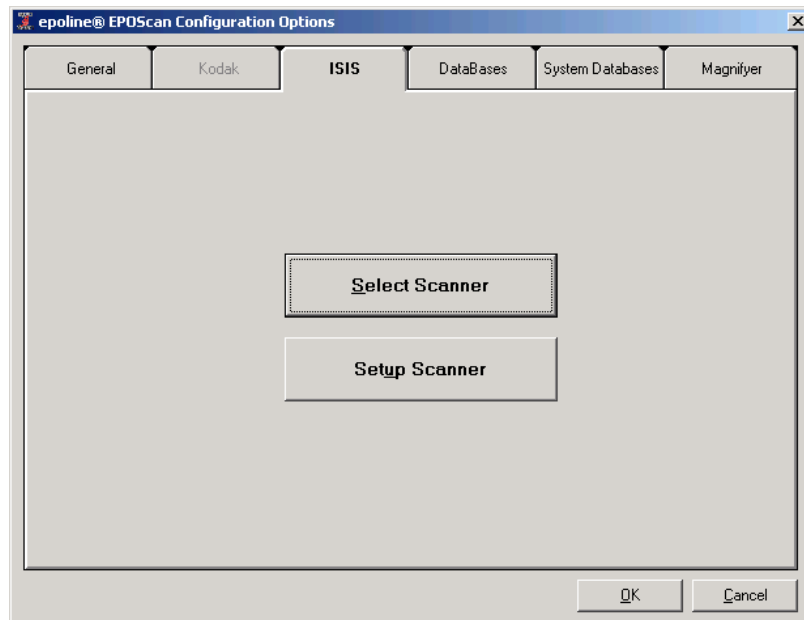 epoline® EPOScan Configuration Options
General Kodak ISIS DataBases System Databases Magnifyer
Select Scanner
Setup Scanner
OK Cancel